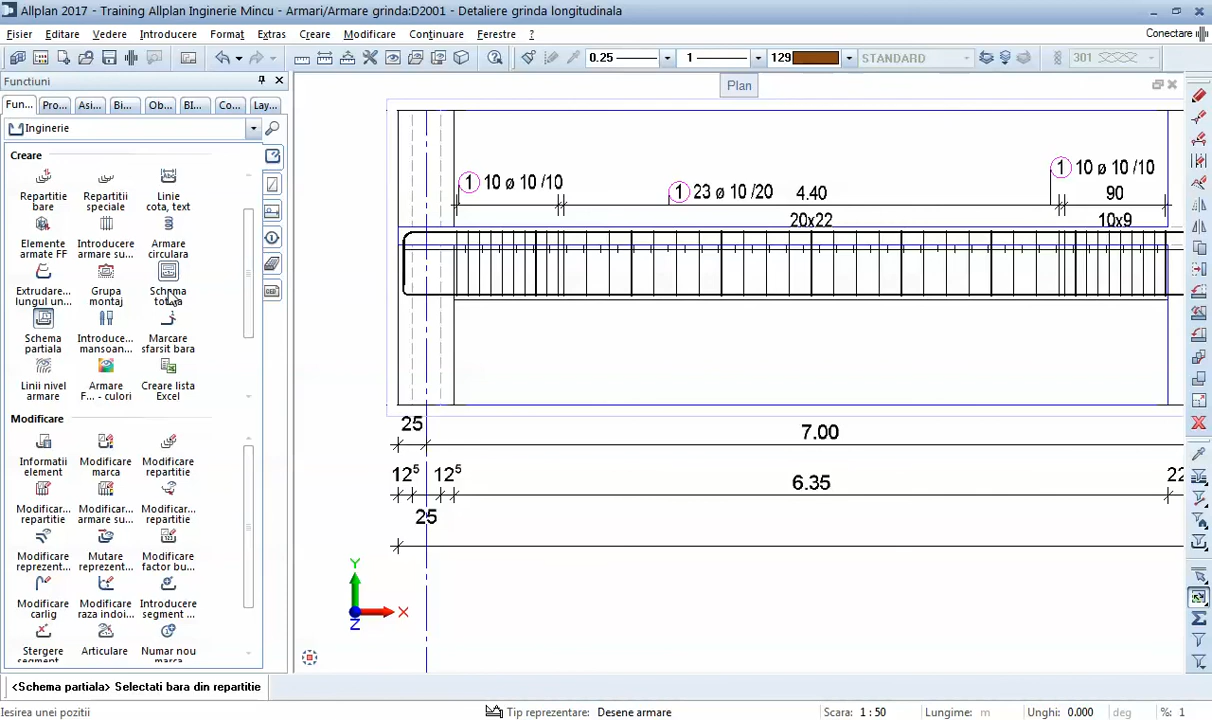 Allplan 2017 - Training Allplan Inginerie Mincu - Armari/Armare grinda:D2001 - Detaliere grinda longitudinala
Fisier Editare Vedere Introducere Format Extras Creare Modificare Continuare Ferestre ?
Conectare
0.25 1 129 STANDARD 301
Functiuni
Fun... Pro... Asi... Bi... Ob... BI... Co... Lay...
Inginerie
Creare
Repartitie bare
Repartitii speciale
Linie cota, text
Elemente armate FF
Introducere armare su...
Armare circulara
Extrudare... lungul un...
Grupa montaj
Schema
Schema partiala
Introduce... mansoan...
Marcare sfarsit bara
Linii nivel armare
Armare F... - culori
Creare lista Excel
Modificare
Informatii element
Modificare marca
Modificare repartitie
Modificar... repartitie
Modificar... armare su...
Modificar... repartitie
Modificare reprezent...
Mutare reprezent...
Modificare factor bu...
Modificare carlig
Modificare raza indoi...
Introducere segment ...
Stergere segment...
Articulare
Numar nou marca
Plan
1 10 ø 10 /10
1 23 ø 10 /20
4.40
20x22
1 10 ø 10 /10
90
10x9
25
7.00
12⁵ 12⁵
6.35
22
25
Y
X
Z
<Schema partiala> Selectati bara din repartitie
Iesirea unei pozitii
Tip reprezentare: Desene armare
Scara: 1 : 50
Lungime: m
Unghi: 0.000 deg
%: 1